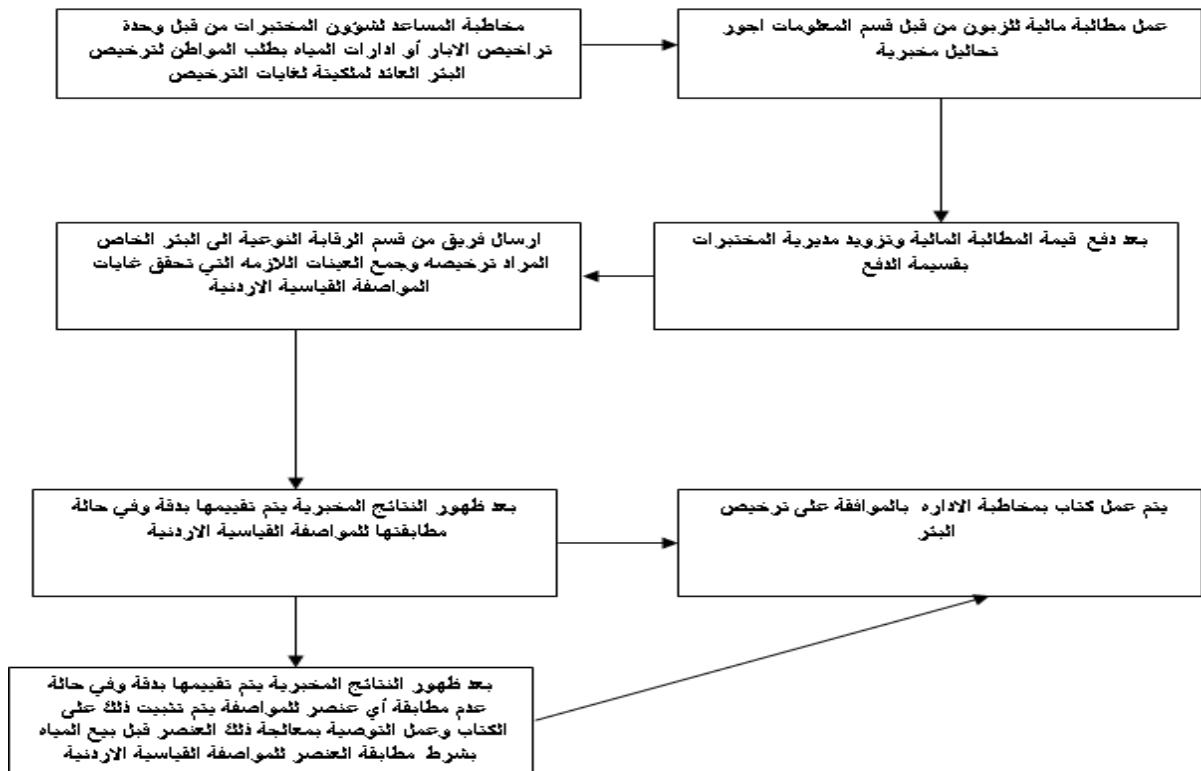 مخاطبة المساعد لشؤون المختبرات من قبل وحدة
تراخيص الابار أو ادارات المياه بطلب المواطن لترخيص
البئر العائد لملكيتة لغايات الترخيص
عمل مطالبة مالية للزبون من قبل قسم المعلومات اجور
تحاليل مخبرية
بعد دفع قيمة المطالبة المالية وتزويد مديرية المختبرات
بقسيمة الدفع
ارسال فريق من قسم الرقابة النوعية الى البئر الخاص
المراد ترخيصه وجمع العينات اللازمه التي تحقق غايات
المواصفة القياسية الاردنية
بعد ظهور النتائج المخبرية يتم تقييمها بدقة وفي حالة
مطابقتها للمواصفة القياسية الاردنية
يتم عمل كتاب بمخاطبة الاداره بالموافقة على ترخيص
البئر
بعد ظهور النتائج المخبرية يتم تقييمها بدقة وفي حالة
عدم مطابقة أي عنصر للمواصفة يتم تثبيت ذلك على
الكتاب وعمل التوصية بمعالجة ذلك العنصر قبل بيع المياه
بشرط مطابقة العنصر للمواصفة القياسية الاردنية